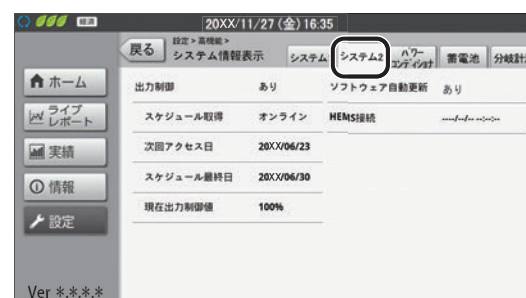 経済
20XX/11/27 (金) 16:35
戻る
設定 > 高機能 >
システム情報表示
システム
システム2
パワー
コンディショナ
蓄電池
分岐計
ホーム
ライブ
レポート
実績
情報
設定
Ver *.*.*.*
出力制御 あり
スケジュール取得 オンライン
次回アクセス日 20XX/06/23
スケジュール最終日 20XX/06/30
現在出力制御値 100%
ソフトウェア自動更新 あり
HEMS接続 ----/--/-- --:--